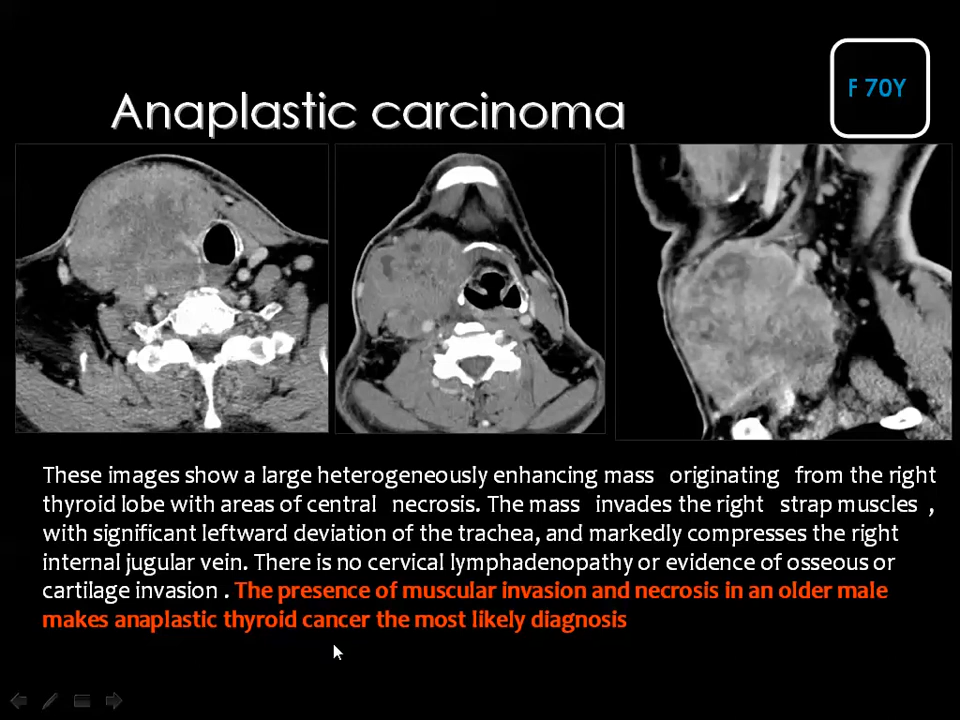 F 70Y
Anaplastic carcinoma
These images show a large heterogeneously enhancing mass originating from the right
thyroid lobe with areas of central necrosis. The mass invades the right strap muscles ,
with significant leftward deviation of the trachea, and markedly compresses the right
internal jugular vein. There is no cervical lymphadenopathy or evidence of osseous or
cartilage invasion . The presence of muscular invasion and necrosis in an older male
makes anaplastic thyroid cancer the most likely diagnosis